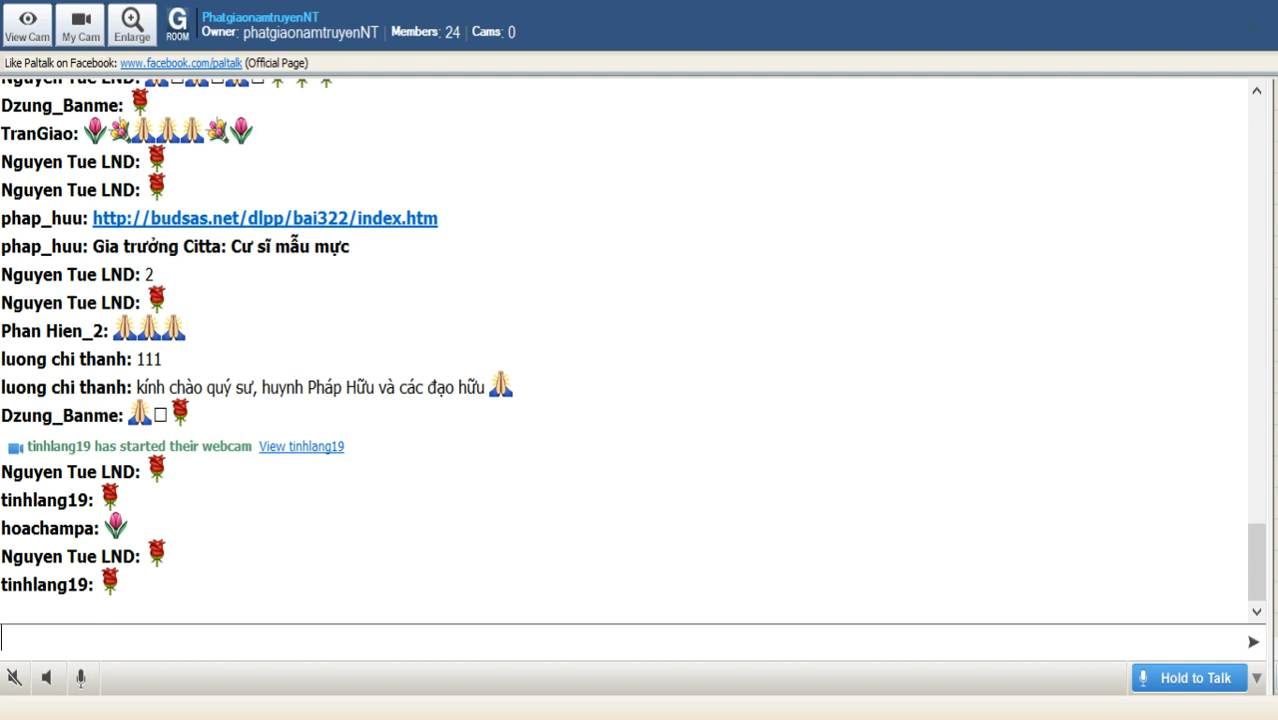 View Cam
My Cam
Enlarge
G
ROOM
PhatgiaonamtruyenNT
Owner: phatgiaonamtruyenNT Members: 24 Cams: 0
Like Paltalk on Facebook: www.facebook.com/paltalk (Official Page)
Nguyen Tue LND:
Dzung_Banme:
TranGiao:
Nguyen Tue LND:
Nguyen Tue LND:
phap_huu: http://budsas.net/dlpp/bai322/index.htm
phap_huu: Gia trưởng Citta: Cư sĩ mẫu mực
Nguyen Tue LND: 2
Nguyen Tue LND:
Phan Hien_2:
luong chi thanh: 111
luong chi thanh: kính chào quý sư, huynh Pháp Hữu và các đạo hữu
Dzung_Banme:
tinhlang19 has started their webcam View tinhlang19
Nguyen Tue LND:
tinhlang19:
hoachampa:
Nguyen Tue LND:
tinhlang19:
Hold to Talk